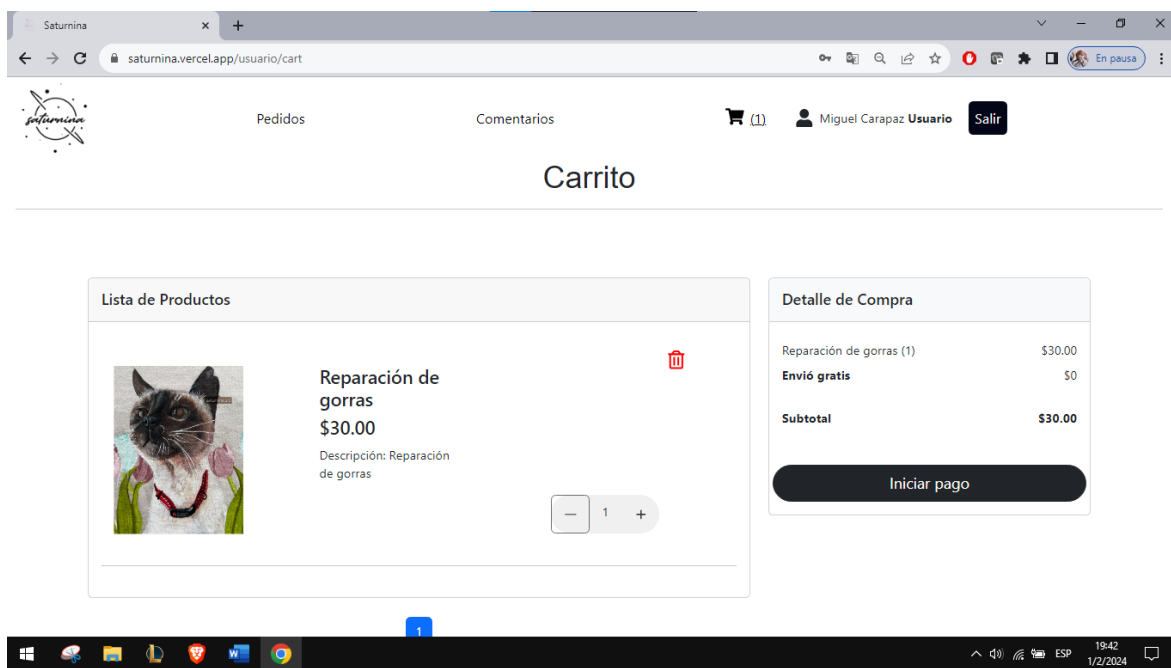 Saturnina
saturnina.vercel.app/usuario/cart
En pausa
saturnina
Pedidos
Comentarios
(1)
Miguel Carapaz Usuario
Salir
Carrito
Lista de Productos
Reparación de
gorras
$30.00
Descripción: Reparación
de gorras
1
Detalle de Compra
Reparación de gorras (1) $30.00
Envió gratis $0
Subtotal $30.00
Iniciar pago
1
ESP
19:42
1/2/2024